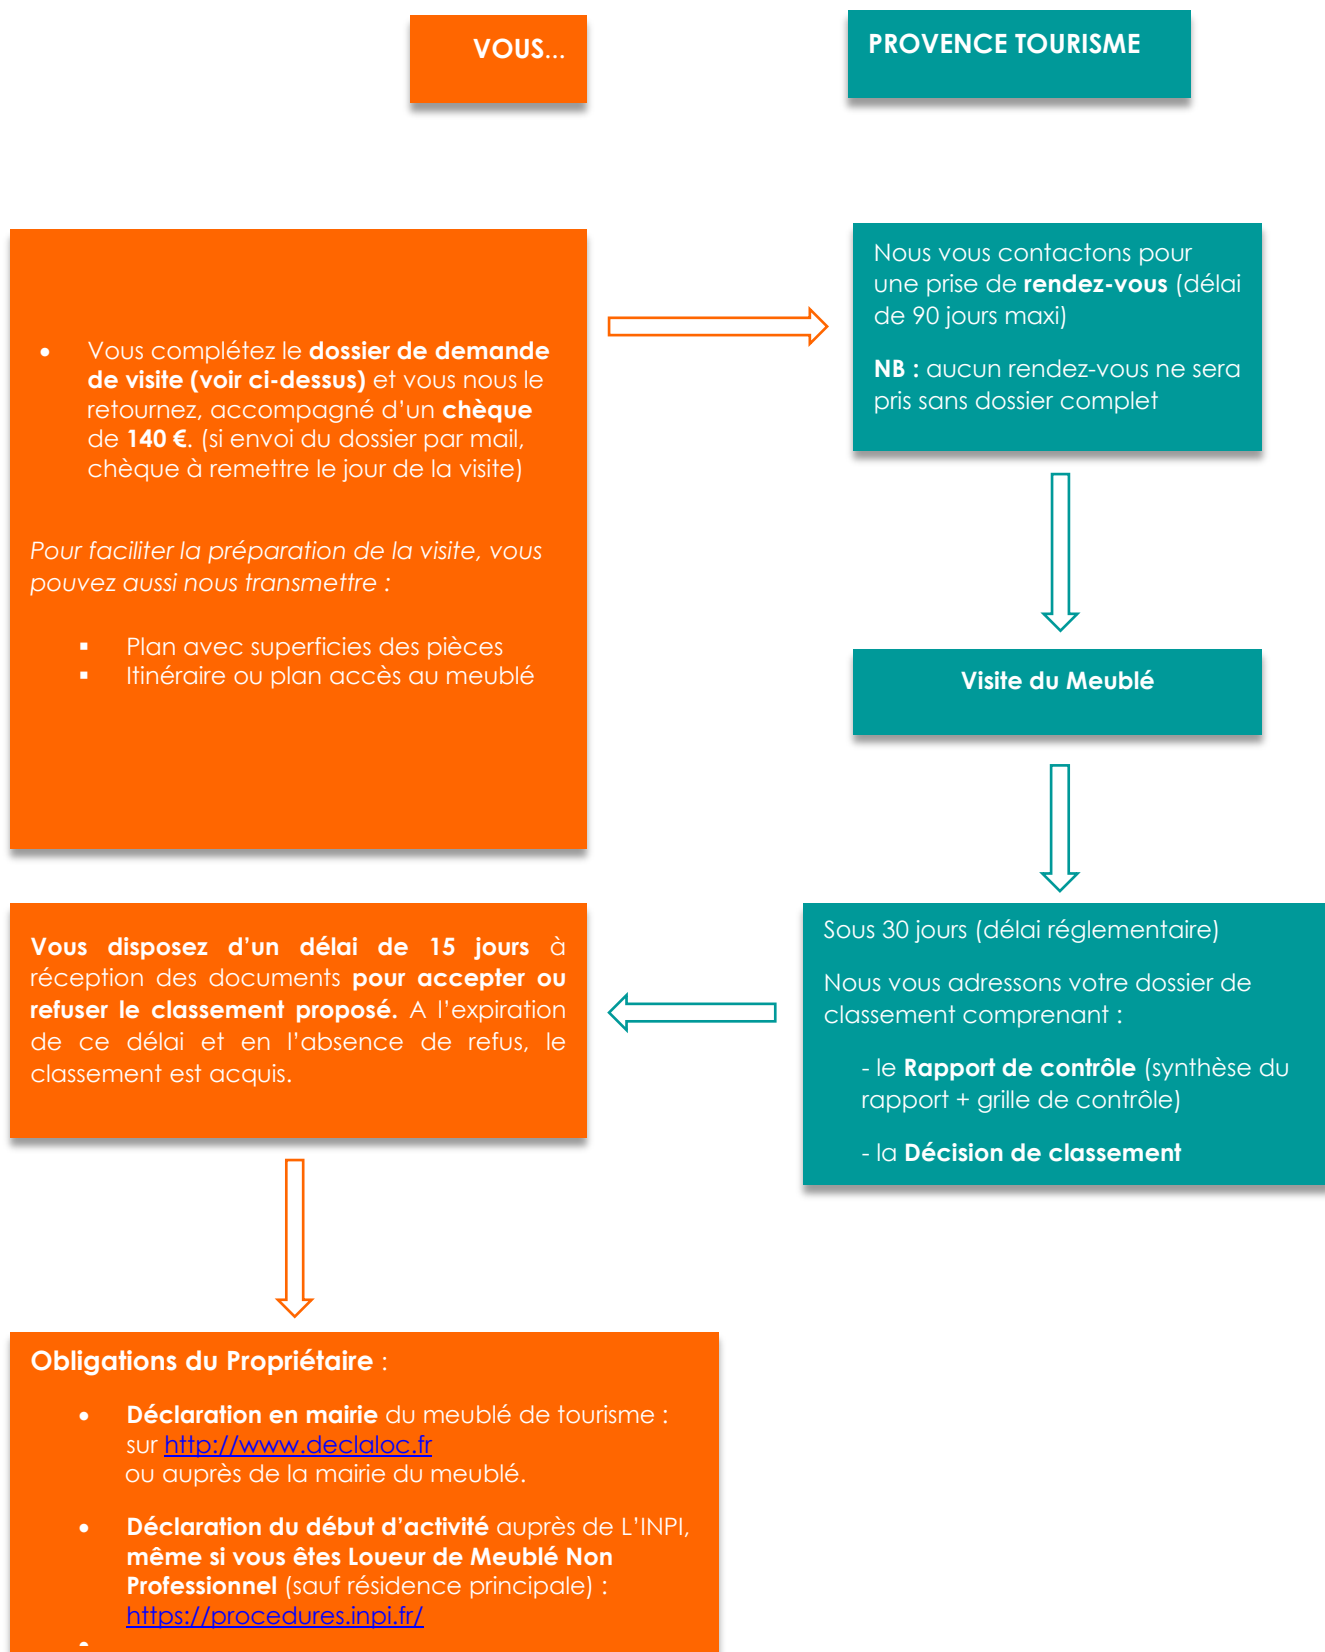 VOUS...
PROVENCE TOURISME
• Vous complétez le dossier de demande
de visite (voir ci-dessus) et vous nous le
retournez, accompagné d’un chèque
de 140 €. (si envoi du dossier par mail,
chèque à remettre le jour de la visite)
Pour faciliter la préparation de la visite, vous
pouvez aussi nous transmettre :
▪ Plan avec superficies des pièces
▪ Itinéraire ou plan accès au meublé
Nous vous contactons pour
une prise de rendez-vous (délai
de 90 jours maxi)
NB : aucun rendez-vous ne sera
pris sans dossier complet
Visite du Meublé
Sous 30 jours (délai réglementaire)
Nous vous adressons votre dossier de
classement comprenant :
- le Rapport de contrôle (synthèse du
rapport + grille de contrôle)
- la Décision de classement
Vous disposez d’un délai de 15 jours à
réception des documents pour accepter ou
refuser le classement proposé. A l’expiration
de ce délai et en l’absence de refus, le
classement est acquis.
Obligations du Propriétaire :
• Déclaration en mairie du meublé de tourisme :
sur http://www.declaloc.fr
ou auprès de la mairie du meublé.
• Déclaration du début d’activité auprès de L’INPI,
même si vous êtes Loueur de Meublé Non
Professionnel (sauf résidence principale) :
https://procedures.inpi.fr/
•